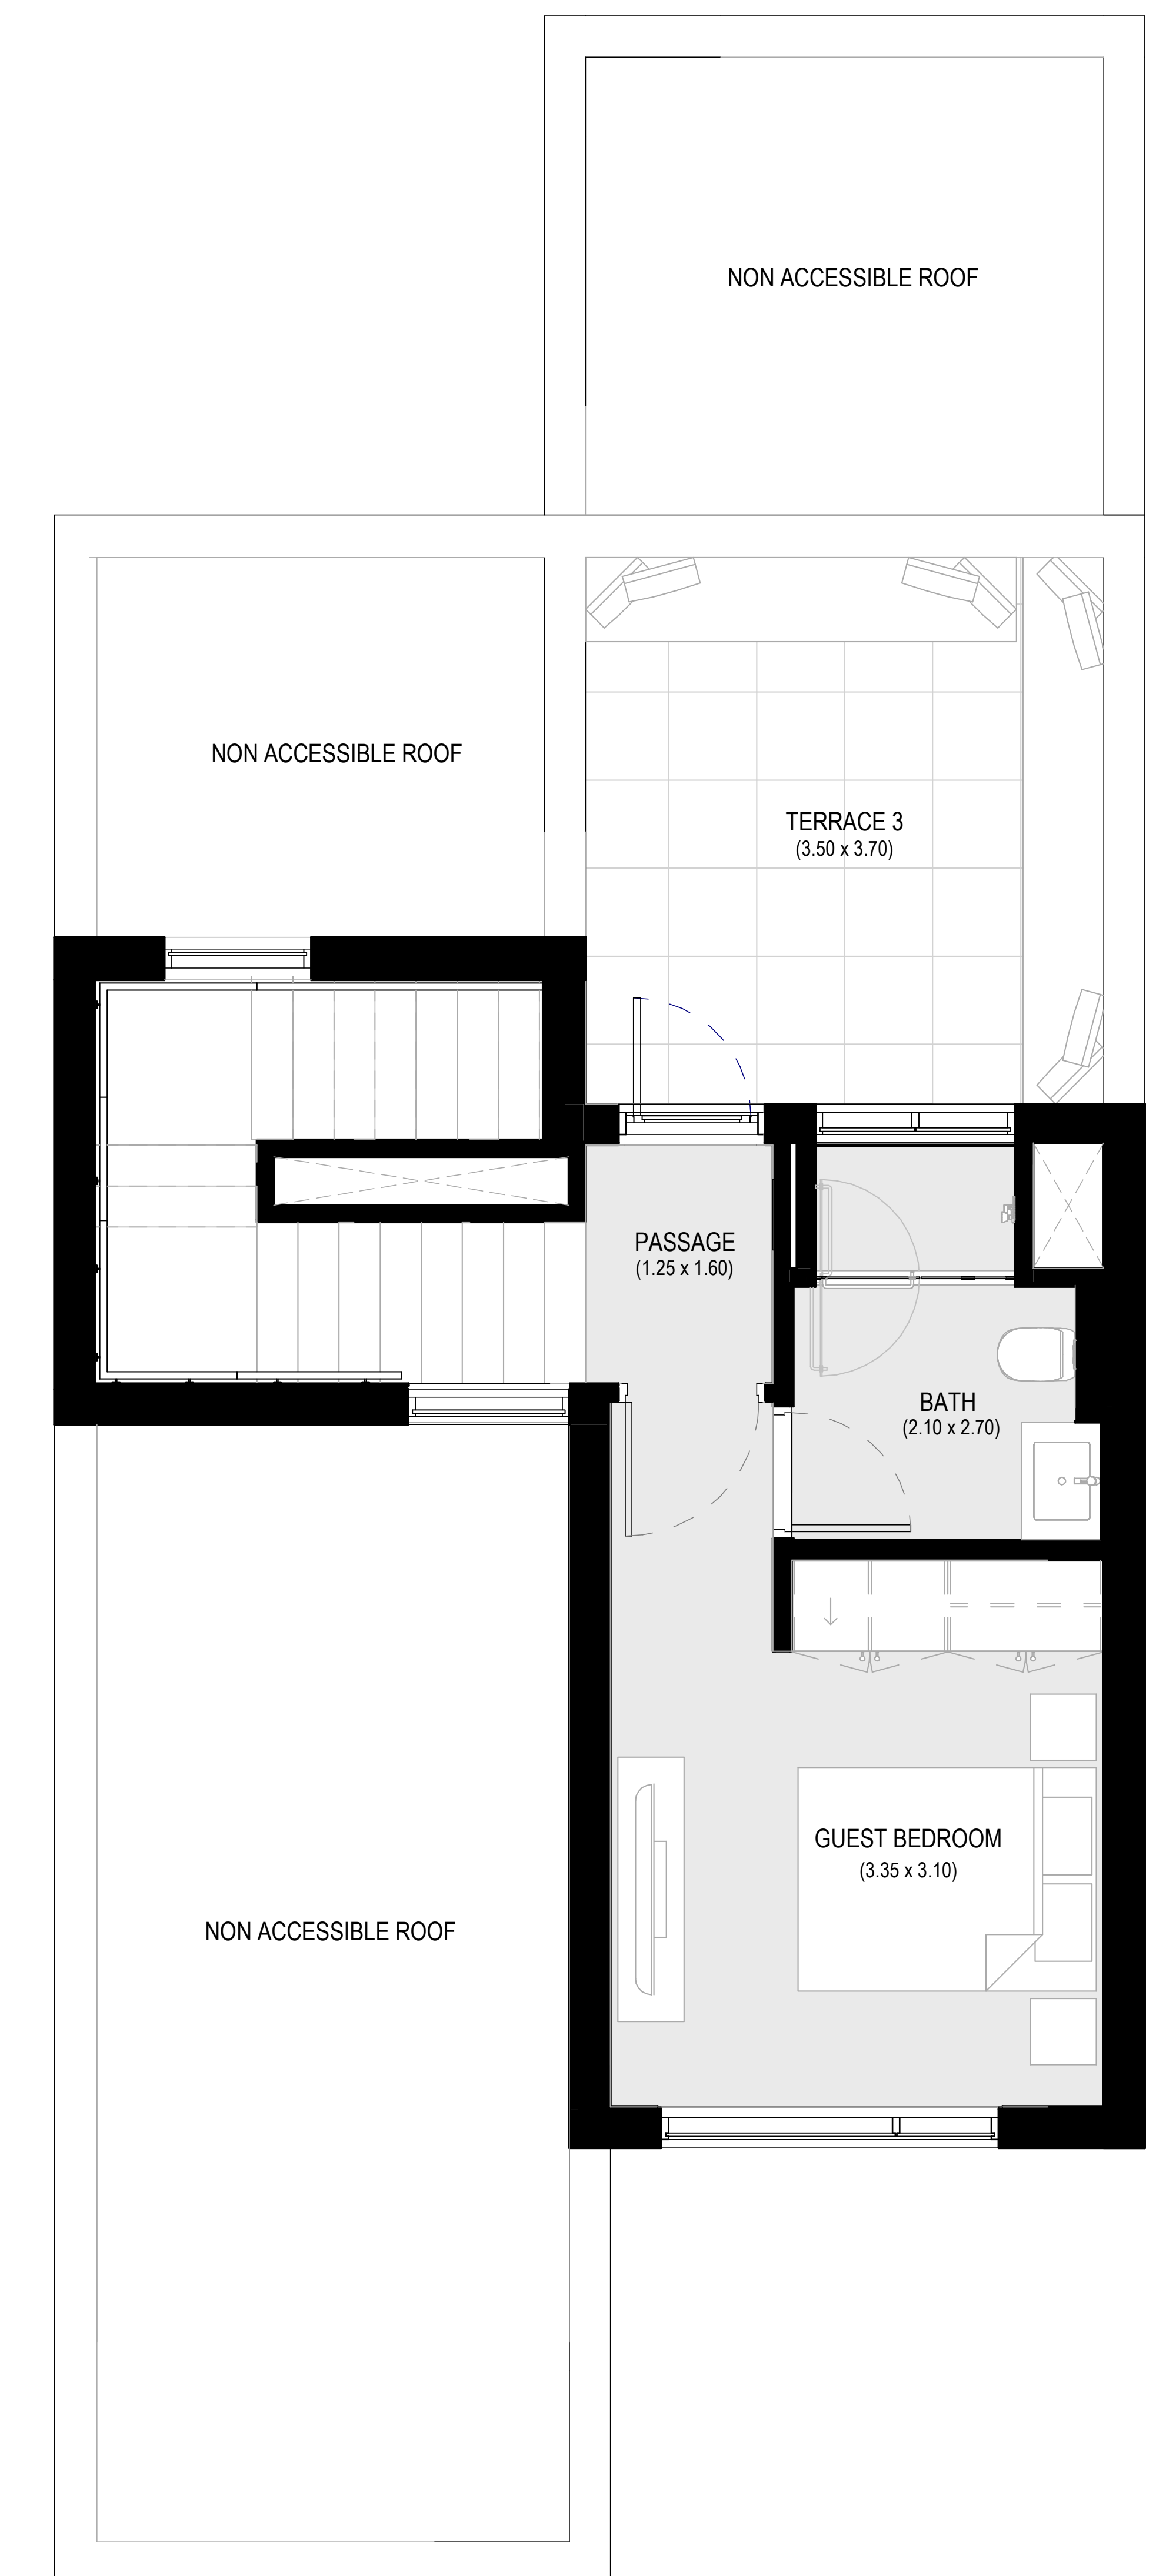 NON ACCESSIBLE ROOF
NON ACCESSIBLE ROOF
TERRACE 3
(3.50 x 3.70)
PASSAGE
(1.25 x 1.60)
BATH
(2.10 x 2.70)
GUEST BEDROOM
(3.35 x 3.10)
NON ACCESSIBLE ROOF